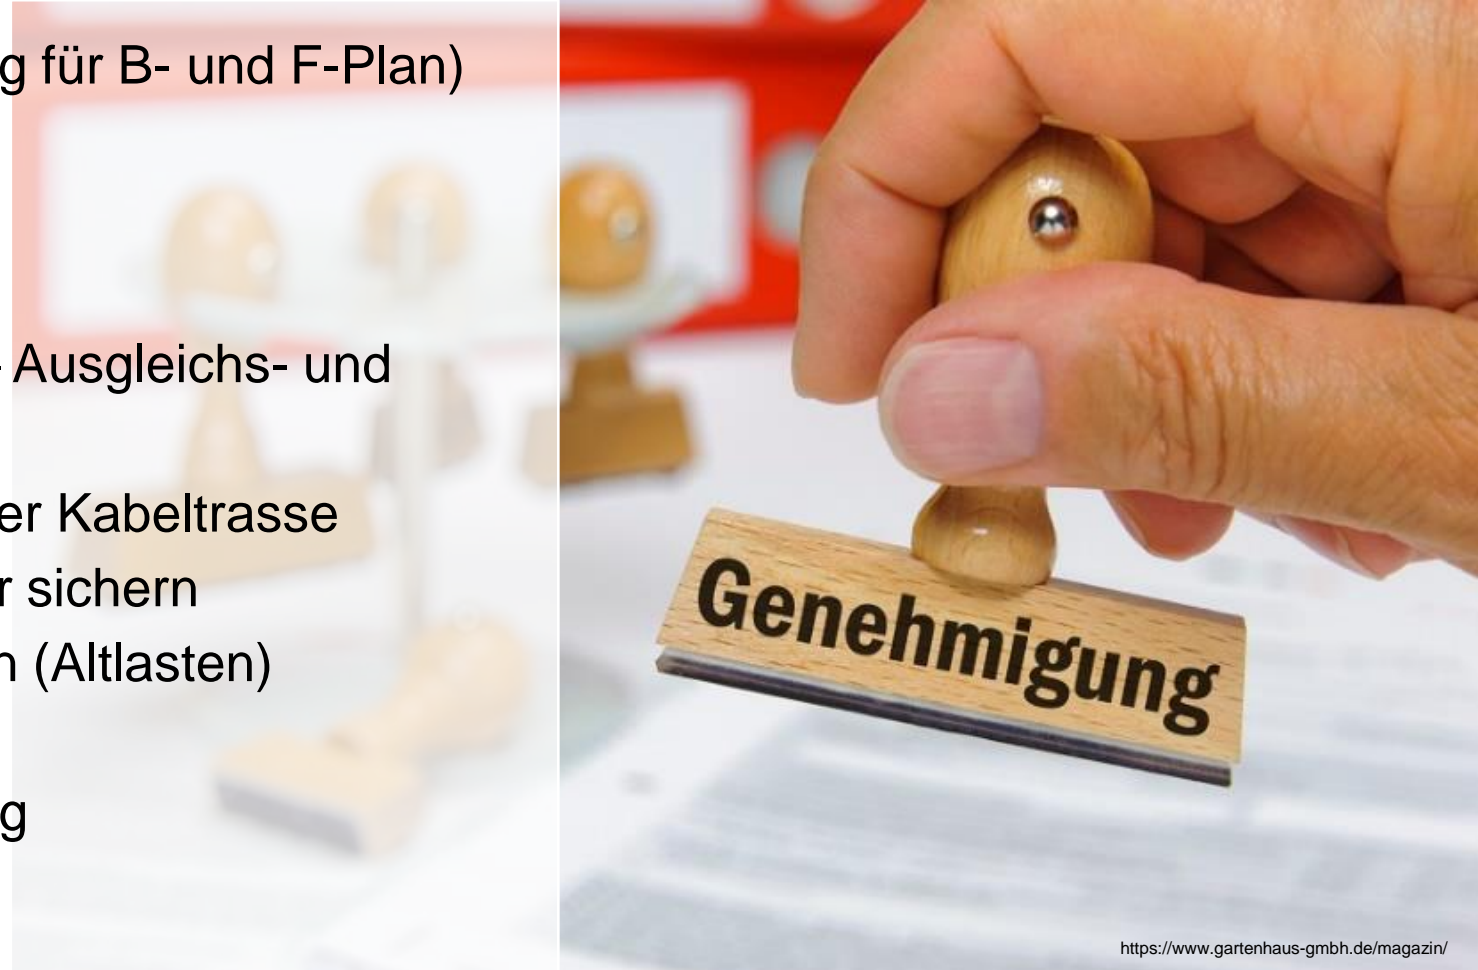 g für B- und F-Plan)
- Ausgleichs- und
er Kabeltrasse
r sichern
n (Altlasten)
g
Genehmigung
https://www.gartenhaus-gmbh.de/magazin/